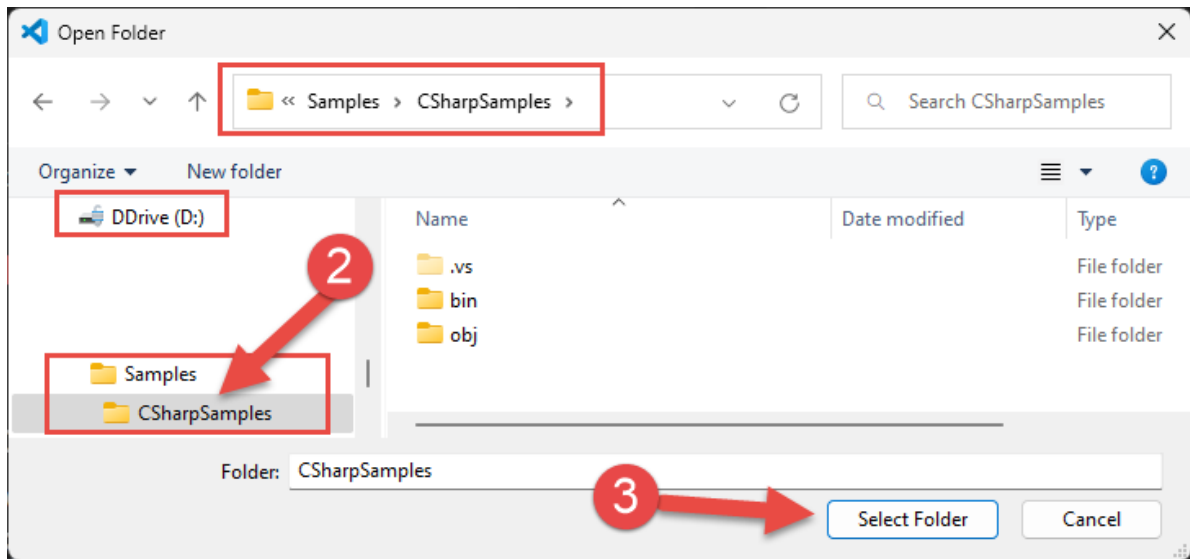 Open Folder
« Samples > CSharpSamples >
Search CSharpSamples
Organize
New folder
DDrive (D:)
Name
Date modified
Type
2
.vs
File folder
bin
File folder
obj
File folder
Samples
CSharpSamples
Folder:
CSharpSamples
3
Select Folder
Cancel